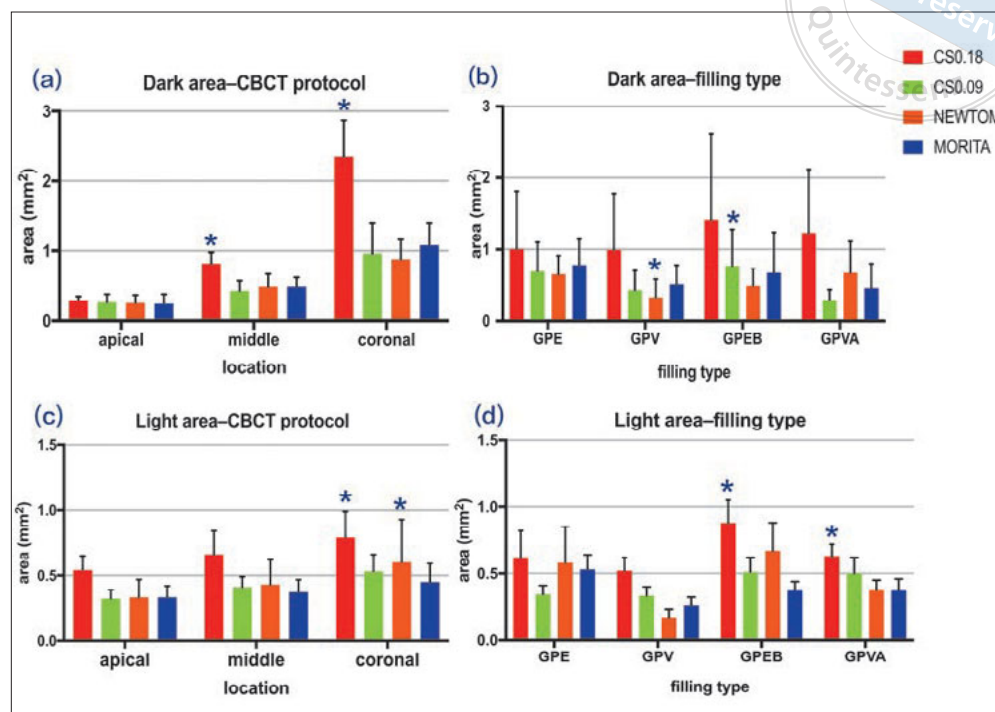 Quintessen
reserv
CS0.18
CS0.09
NEWTOM
MORITA
(a)
Dark area–CBCT protocol
*
*
3
2
1
0
area (mm²)
apical
middle
coronal
location
(b)
Dark area–filling type
*
*
3
2
1
0
area (mm²)
GPE
GPV
GPEB
GPVA
filling type
(c)
Light area–CBCT protocol
*
*
1.5
1.0
0.5
0.0
area (mm²)
apical
middle
coronal
location
(d)
Light area–filling type
*
*
1.5
1.0
0.5
0.0
area (mm²)
GPE
GPV
GPEB
GPVA
filling type